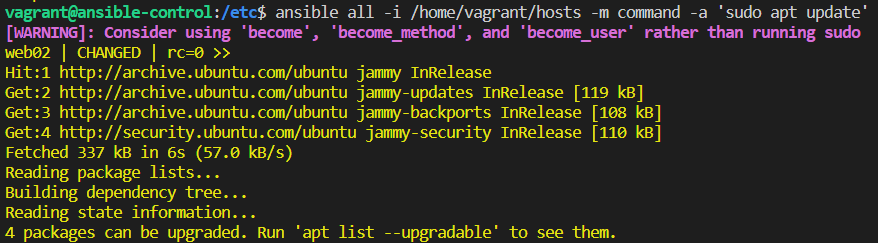 vagrant@ansible-control:/etc$ ansible all -i /home/vagrant/hosts -m command -a 'sudo apt update'
[WARNING]: Consider using 'become', 'become_method', and 'become_user' rather than running sudo
web02 | CHANGED | rc=0 >>
Hit:1 http://archive.ubuntu.com/ubuntu jammy InRelease
Get:2 http://archive.ubuntu.com/ubuntu jammy-updates InRelease [119 kB]
Get:3 http://archive.ubuntu.com/ubuntu jammy-backports InRelease [108 kB]
Get:4 http://security.ubuntu.com/ubuntu jammy-security InRelease [110 kB]
Fetched 337 kB in 6s (57.0 kB/s)
Reading package lists...
Building dependency tree...
Reading state information...
4 packages can be upgraded. Run 'apt list --upgradable' to see them.